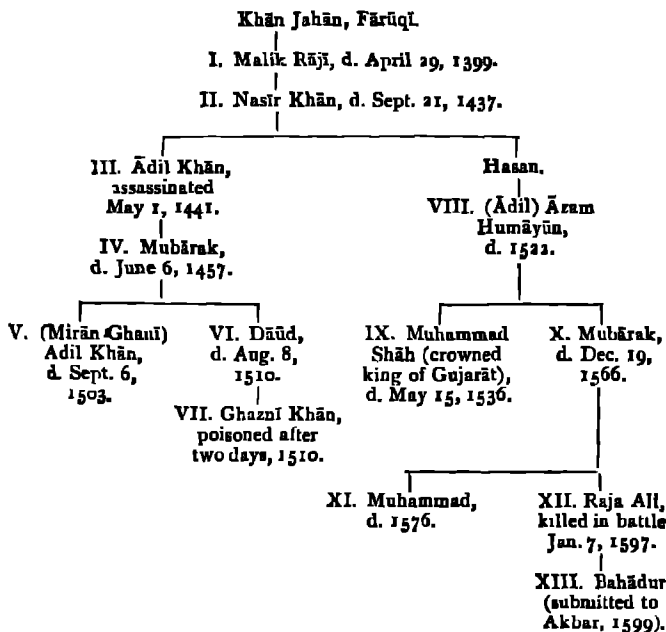 Khān Jahān, Fārūqī.
I. Malik Rājī, d. April 29, 1399.
II. Nasīr Khān, d. Sept. 21, 1437.
III. Ādil Khān,
assassinated
May 1, 1441.
Hasan.
VIII. (Ādil) Āzam
Humāyūn,
d. 1522.
IV. Mubārak,
d. June 6, 1457.
V. (Mirān Ghanī)
Adil Khān,
d. Sept. 6,
1503.
VI. Dāūd,
d. Aug. 8,
1510.
VII. Ghaznī Khān,
poisoned after
two days, 1510.
IX. Muhammad
Shāh (crowned
king of Gujarāt),
d. May 15, 1536.
X. Mubārak,
d. Dec. 19,
1566.
XI. Muhammad,
d. 1576.
XII. Raja Alī,
killed in battle
Jan. 7, 1597.
XIII. Bahādur
(submitted to
Akbar, 1599).